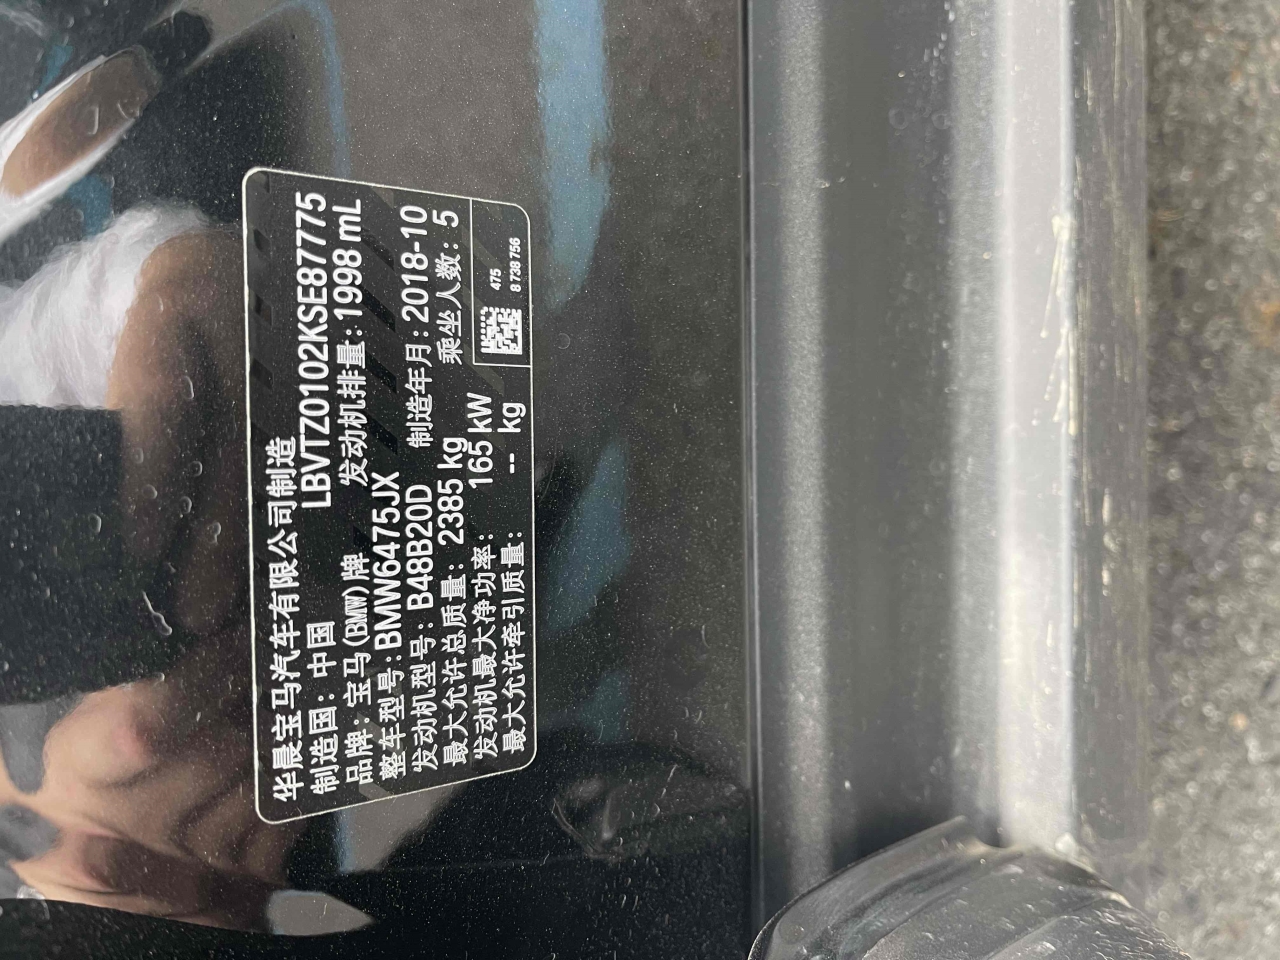 华晨宝马汽车有限公司制造
制造国：中国 LBVTZ0102KSE87775
品牌：宝马(BMW)牌 发动机排量：1998 mL
整车型号：BMW6475JX
发动机型号：B48B20D 制造年月：2018-10
最大允许总质量：2385 kg 乘坐人数：5
发动机最大净功率：165 kW
最大允许牵引质量：-- kg
475
8 738 756